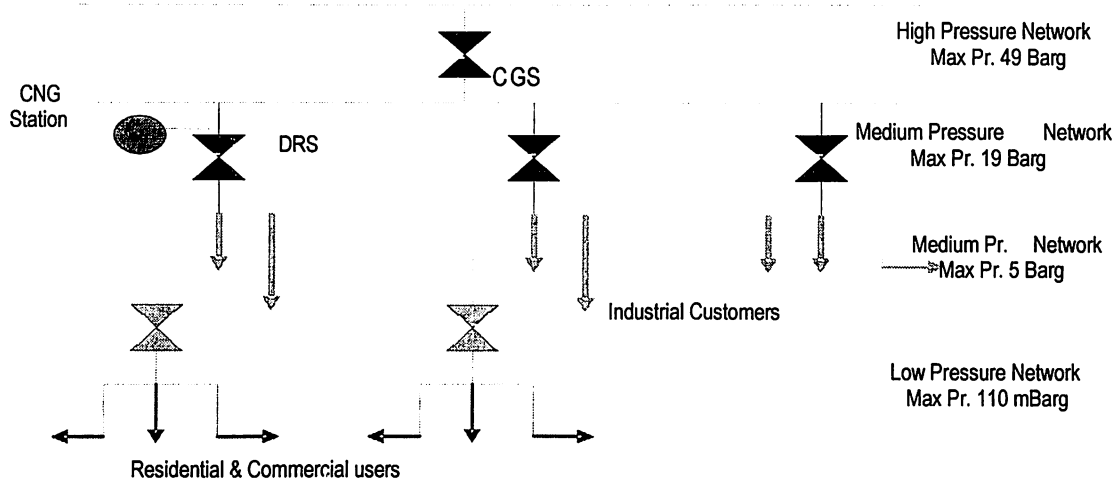 High Pressure Network
Max Pr. 49 Barg
CGS
CNG
Station
DRS
Medium Pressure Network
Max Pr. 19 Barg
Medium Pr. Network
Max Pr. 5 Barg
Industrial Customers
Low Pressure Network
Max Pr. 110 mBarg
Residential & Commercial users